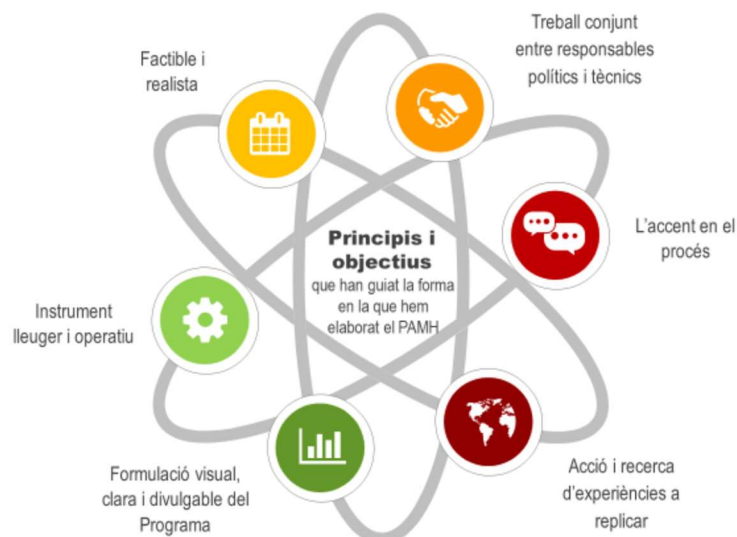 Treball conjunt
entre responsables
polítics i tècnics
Factible i
realista
L'accent en el
procés
Principis i
objectius
que han guiat la forma
en la que hem
elaborat el PAMH
Instrument
lleuger i operatiu
Formulació visual,
clara i divulgable del
Programa
Acció i recerca
d'experiències a
replicar